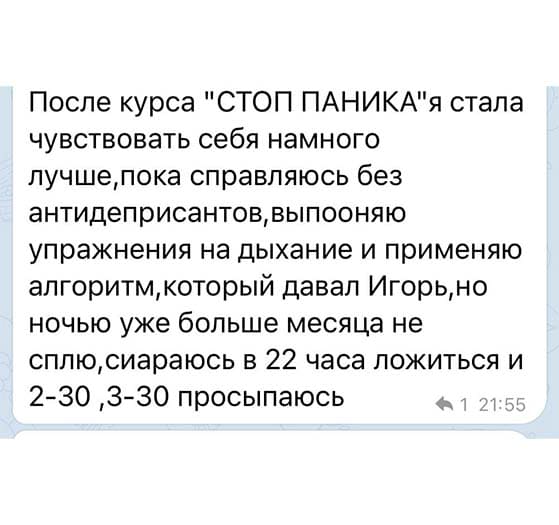 После курса "СТОП ПАНИКА"я стала
чувствовать себя намного
лучше,пока справляюсь без
антидеприсантов,выпооняю
упражнения на дыхание и применяю
алгоритм,который давал Игорь,но
ночью уже больше месяца не
сплю,сиараюсь в 22 часа ложиться и
2-30 ,3-30 просыпаюсь
1 21:55